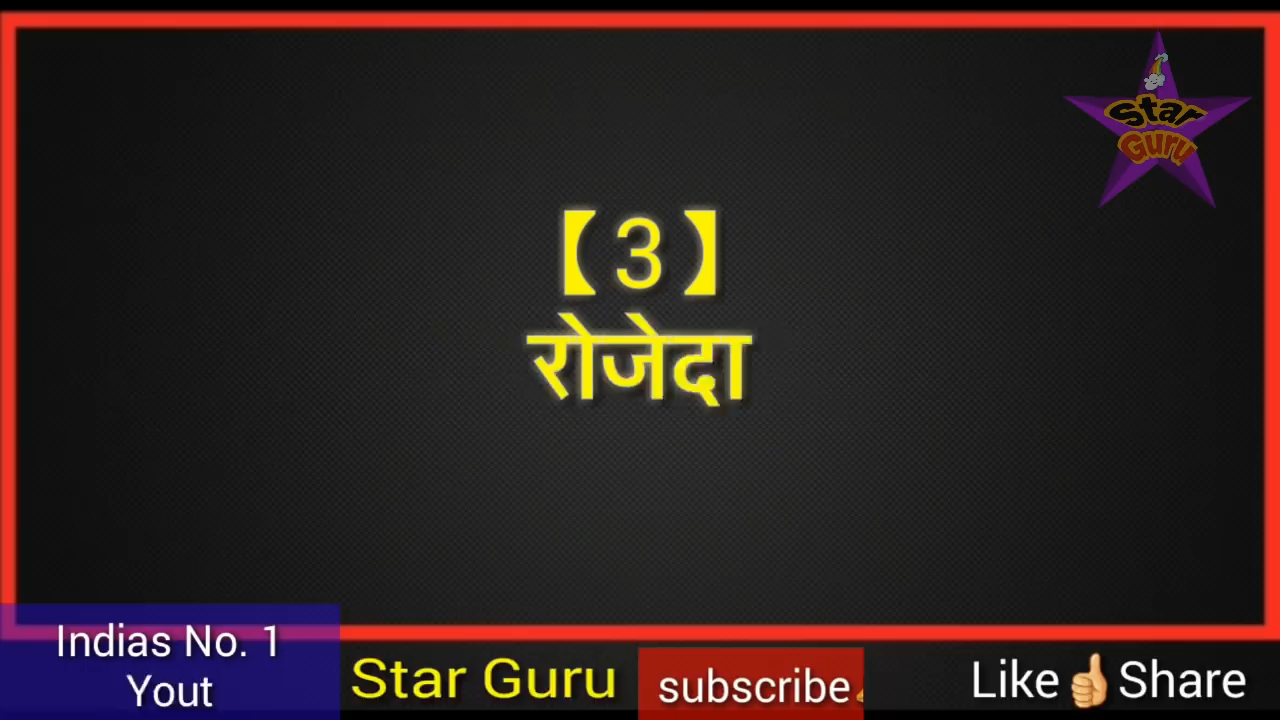 Star
Guru
【3】
रोजेदा
Indias No. 1
Yout
Star Guru
subscribe
Like👍Share